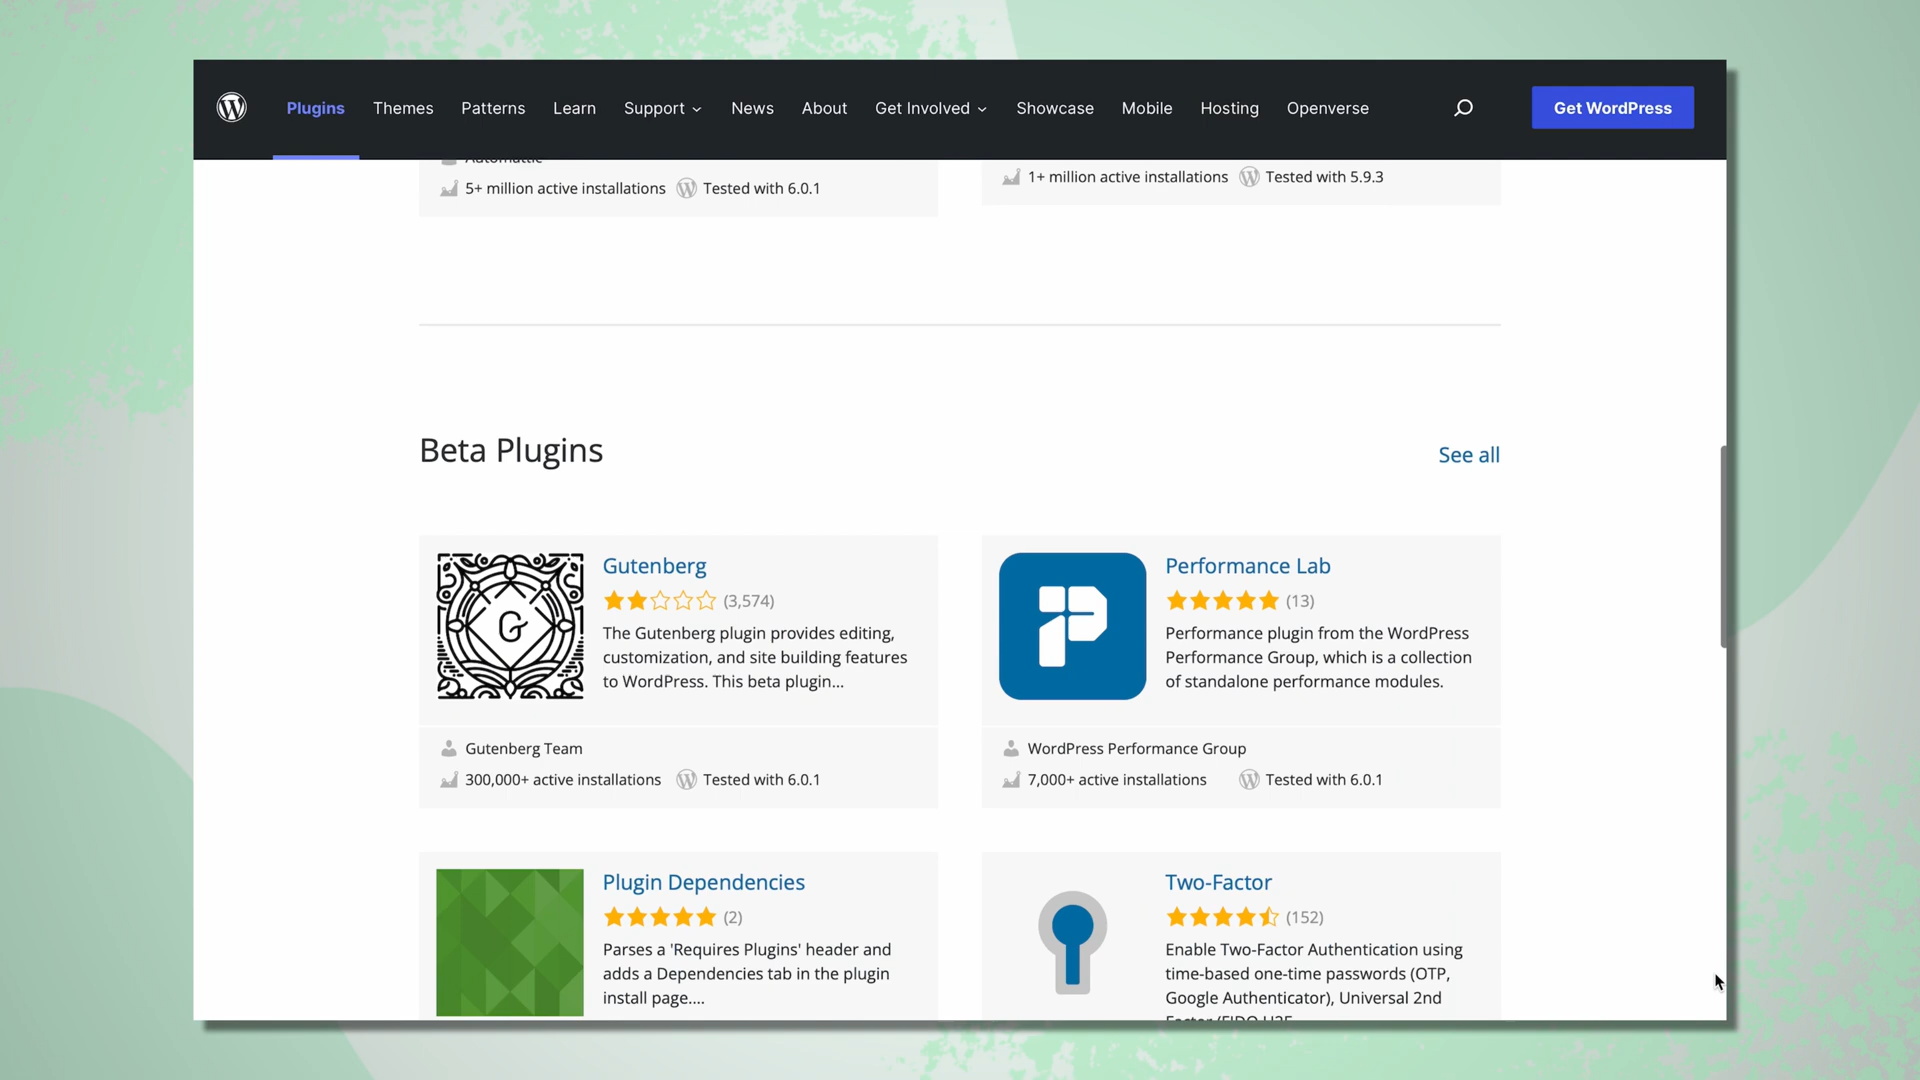 Plugins Themes Patterns Learn Support News About Get Involved Showcase Mobile Hosting Openverse Get WordPress
Automattic
5+ million active installations Tested with 6.0.1
1+ million active installations Tested with 5.9.3
Beta Plugins
See all
Gutenberg
(3,574)
The Gutenberg plugin provides editing,
customization, and site building features
to WordPress. This beta plugin...
Gutenberg Team
300,000+ active installations Tested with 6.0.1
Performance Lab
(13)
Performance plugin from the WordPress
Performance Group, which is a collection
of standalone performance modules.
WordPress Performance Group
7,000+ active installations Tested with 6.0.1
Plugin Dependencies
(2)
Parses a 'Requires Plugins' header and
adds a Dependencies tab in the plugin
install page....
Two-Factor
(152)
Enable Two-Factor Authentication using
time-based one-time passwords (OTP,
Google Authenticator), Universal 2nd
Factor (FIDO U2F